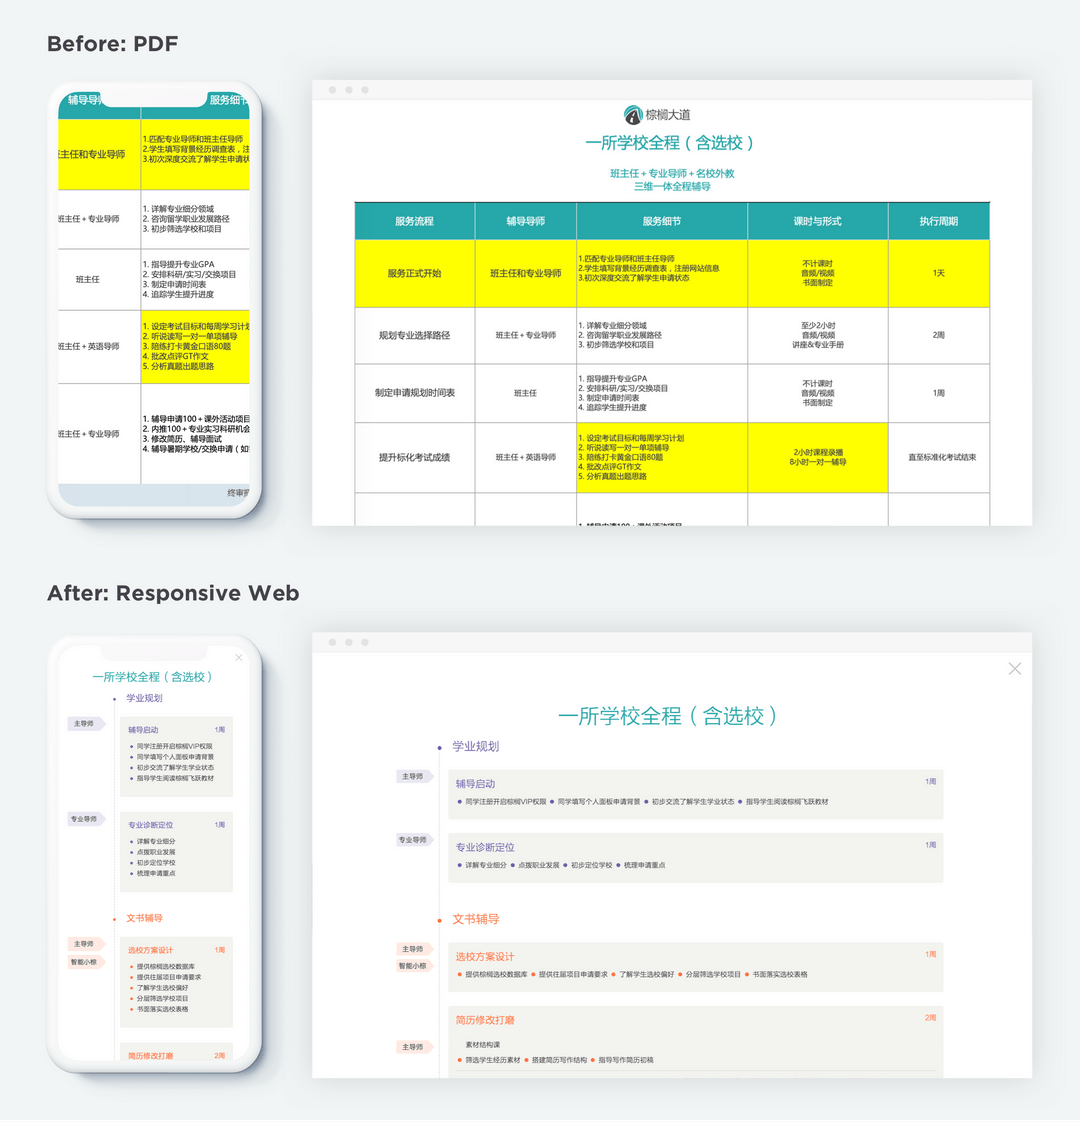 Before: PDF
辅导导师
服务细节
班主任和专业导师
1.匹配专业导师和班主任导师
2.学生填写背景经历调查表，注
3.初次深度交流了解学生申请状
班主任＋专业导师
1. 详解专业细分领域
2. 咨询留学职业发展路径
3. 初步筛选学校和项目
班主任
1. 指导提升专业GPA
2. 安排科研/实习/交换项目
3. 制定申请时间表
4. 追踪学生提升进度
班主任＋英语导师
1. 设定考试目标和每周学习计划
2. 听说读写一对一单项辅导
3. 陪练打卡黄金口语80题
4. 批改点评GT作文
5. 分析真题出题思路
班主任＋专业导师
1. 辅导申请100＋课外活动项目
2. 内推100＋专业实习科研机会
3. 修改简历、辅导面试
4. 辅导暑期学校/交换申请（如
终审
棕榈大道
一所学校全程（含选校）
班主任＋专业导师＋名校外教
三维一体全程辅导
服务流程 辅导导师 服务细节 课时与形式 执行周期
服务正式开始
班主任和专业导师
1.匹配专业导师和班主任导师
2.学生填写背景经历调查表，注册网站信息
3.初次深度交流了解学生申请状态
不计课时
音频/视频
书面制定
1天
规划专业选择路径
班主任＋专业导师
1. 详解专业细分领域
2. 咨询留学职业发展路径
3. 初步筛选学校和项目
至少2小时
音频/视频
讲座&专业手册
2周
制定申请规划时间表
班主任
1. 指导提升专业GPA
2. 安排科研/实习/交换项目
3. 制定申请时间表
4. 追踪学生提升进度
不计课时
音频/视频
书面制定
1周
提升标化考试成绩
班主任＋英语导师
1. 设定考试目标和每周学习计划
2. 听说读写一对一单项辅导
3. 陪练打卡黄金口语80题
4. 批改点评GT作文
5. 分析真题出题思路
2小时课程录播
8小时一对一辅导
直至标准化考试结束
1. 辅导申请100＋课外活动项目
After: Responsive Web
一所学校全程（含选校）
学业规划
主导师
辅导启动 1周
同学注册开启棕榈VIP权限
同学填写个人面板申请背景
初步交流了解学生学业状态
指导学生阅读棕榈飞跃教材
专业导师
专业诊断定位 1周
详解专业细分
点拨职业发展
初步定位学校
梳理申请重点
文书辅导
主导师
智能小棕
选校方案设计 1周
提供棕榈选校数据库
提供往届项目申请要求
了解学生选校偏好
分层筛选学校项目
书面落实选校表格
简历修改打磨 2周
一所学校全程（含选校）
学业规划
主导师
辅导启动 1周
同学注册开启棕榈VIP权限 同学填写个人面板申请背景 初步交流了解学生学业状态 指导学生阅读棕榈飞跃教材
专业导师
专业诊断定位 1周
详解专业细分 点拨职业发展 初步定位学校 梳理申请重点
文书辅导
主导师
智能小棕
选校方案设计 1周
提供棕榈选校数据库 提供往届项目申请要求 了解学生选校偏好 分层筛选学校项目 书面落实选校表格
简历修改打磨 2周
主导师
素材结构课
筛选学生经历素材 搭建简历写作结构 指导写作简历初稿